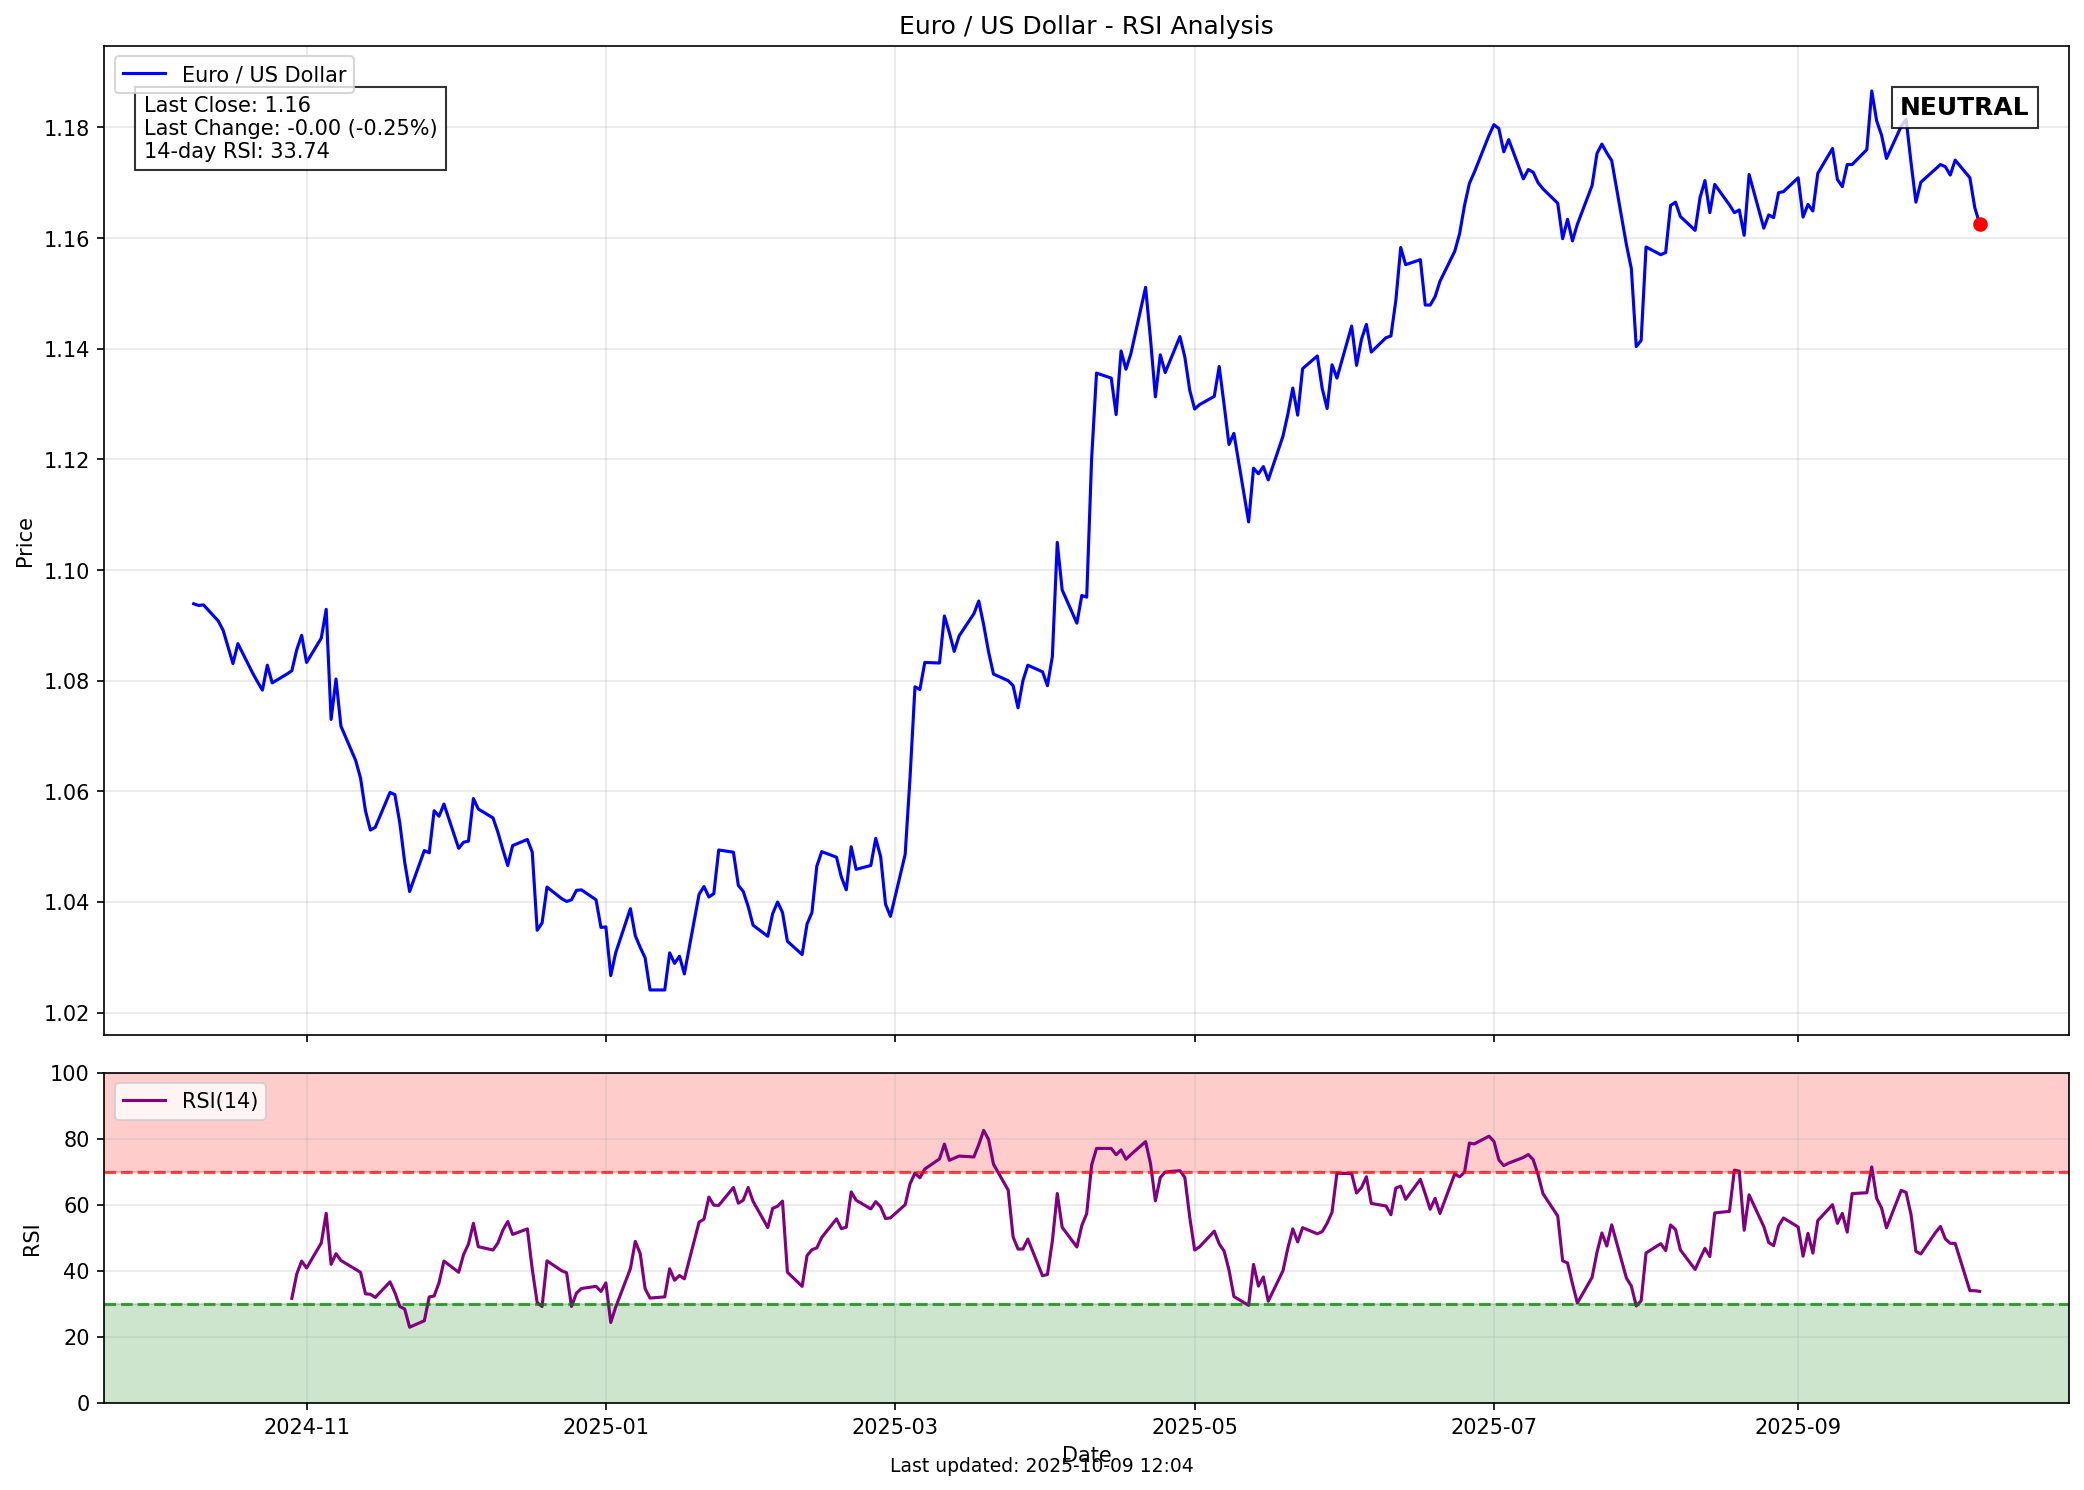 Euro / US Dollar - RSI Analysis
Euro / US Dollar
Last Close: 1.16
Last Change: -0.00 (-0.25%)
14-day RSI: 33.74
NEUTRAL
Price
1.18
1.16
1.14
1.12
1.10
1.08
1.06
1.04
1.02
RSI(14)
RSI
100
80
60
40
20
0
2024-11
2025-01
2025-03
2025-05
2025-07
2025-09
Date
Last updated: 2025-10-09 12:04